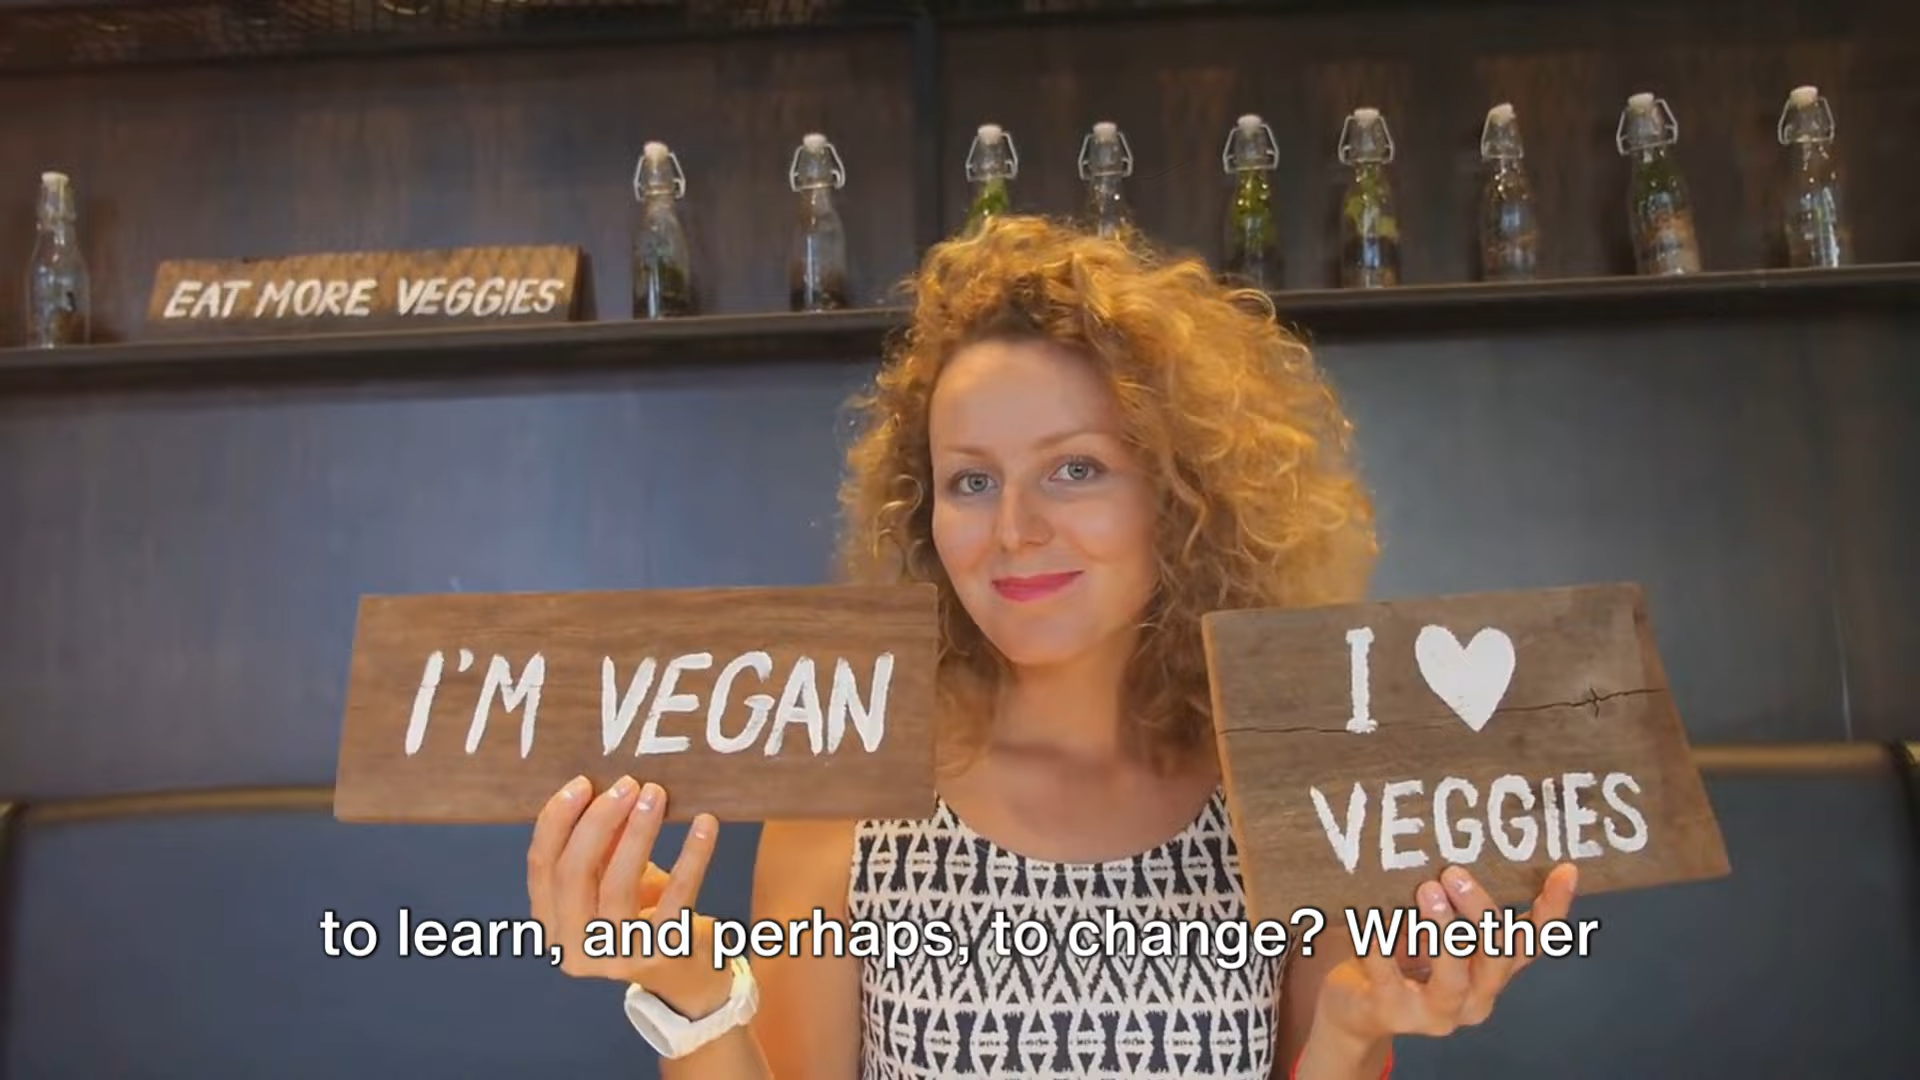 EAT MORE VEGGIES
I'M VEGAN
I ♥
VEGGIES
to learn, and perhaps, to change? Whether